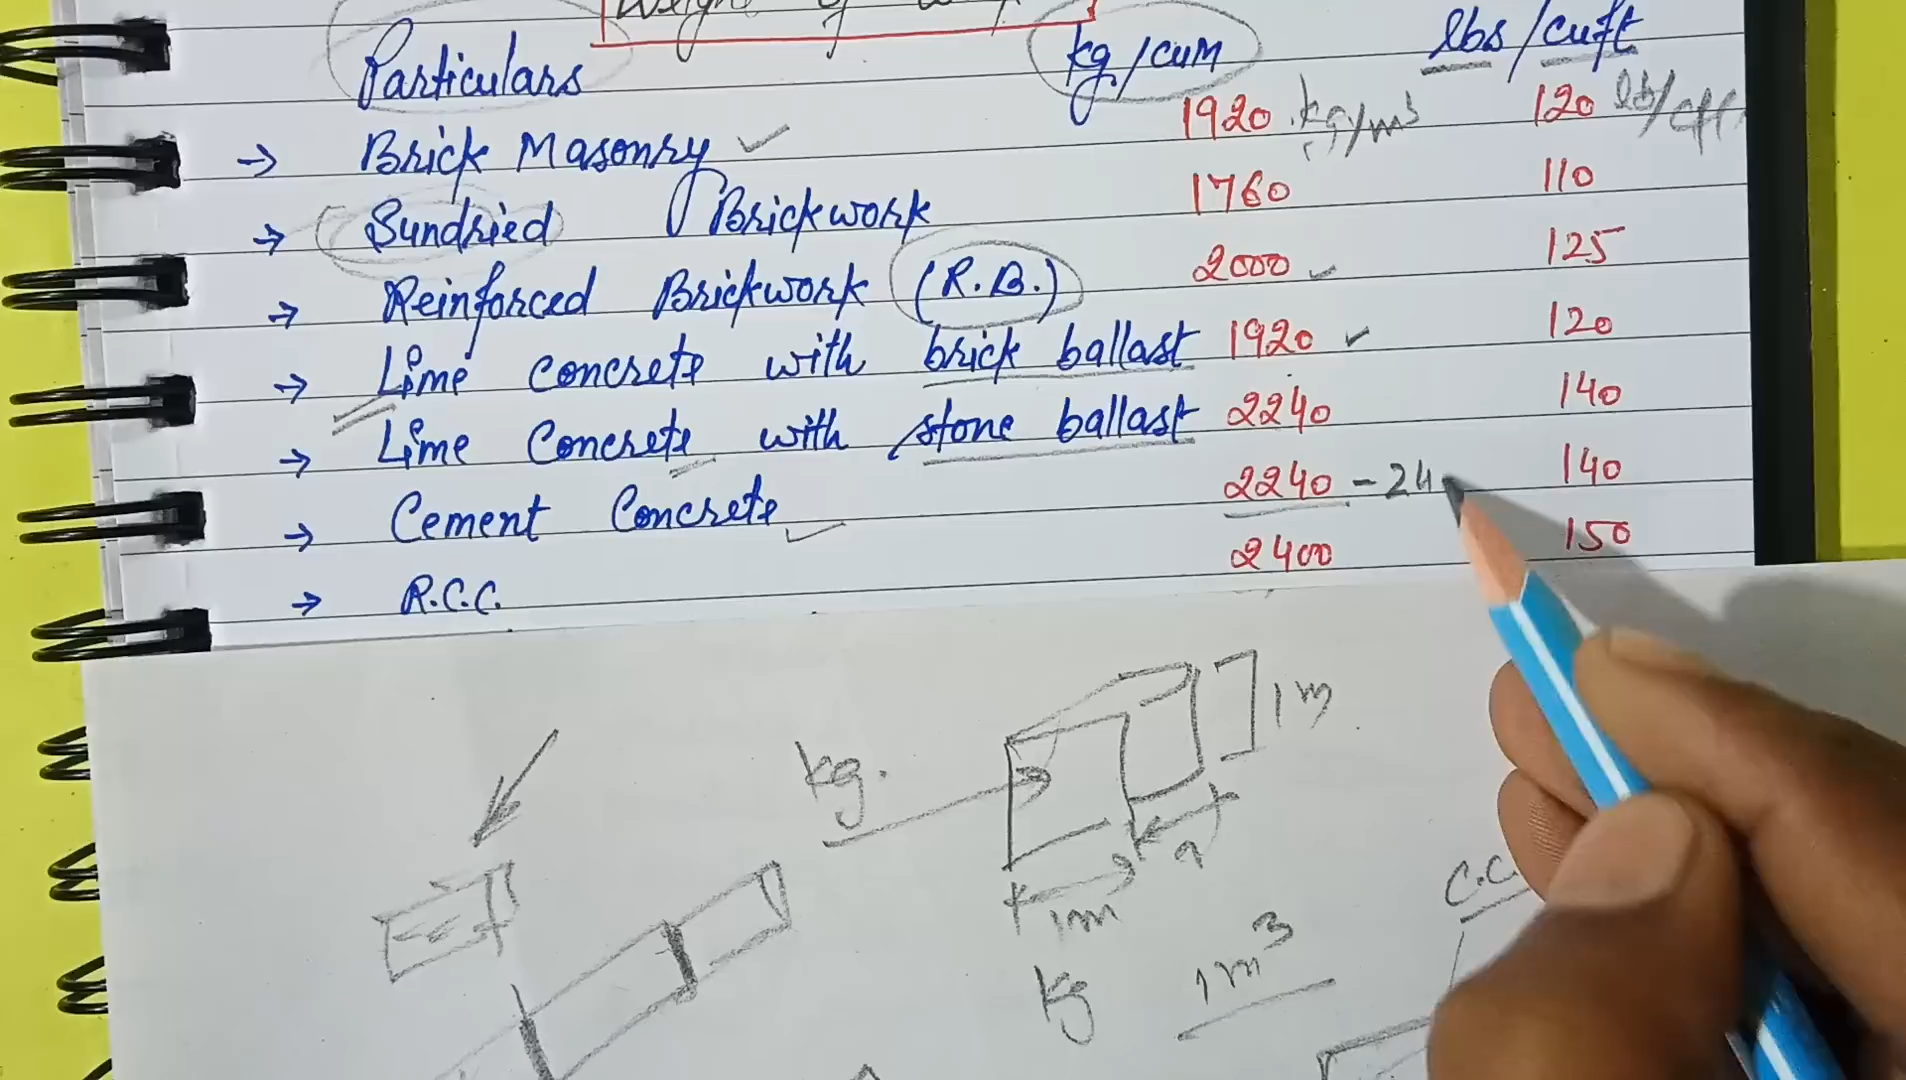 Weight of
Particulars kg/cum lbs/cuft
→ Brick Masonry 1920 kg/m³ 120 lb/cft
→ Sundried Brickwork 1760 110
→ Reinforced Brickwork (R.B.) 2000 125
→ Lime concrete with brick ballast 1920 120
→ Lime Concrete with stone ballast 2240 140
→ Cement Concrete 2240 - 24 140
→ R.C.C. 2400 150
1m
kg.
C.C.
1m
1m³
kg